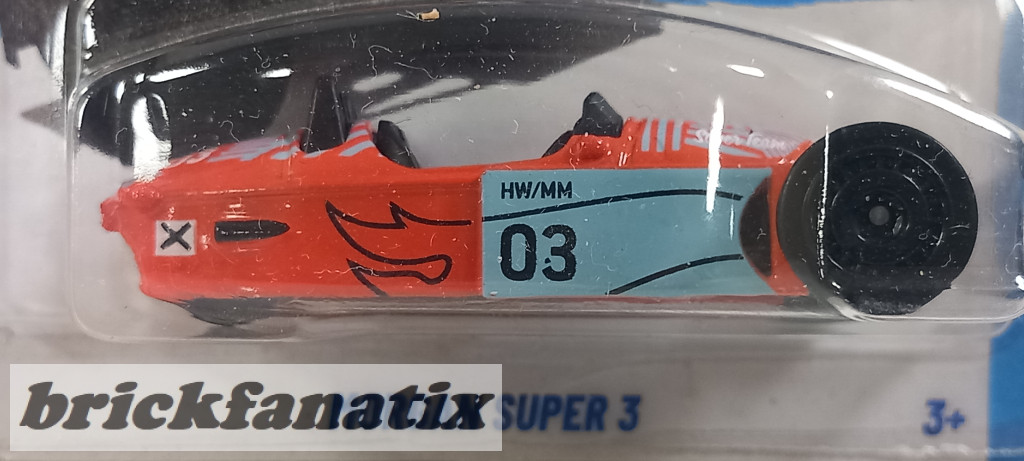 HW/MM
03
brickfanatix
SUPER 3
3+